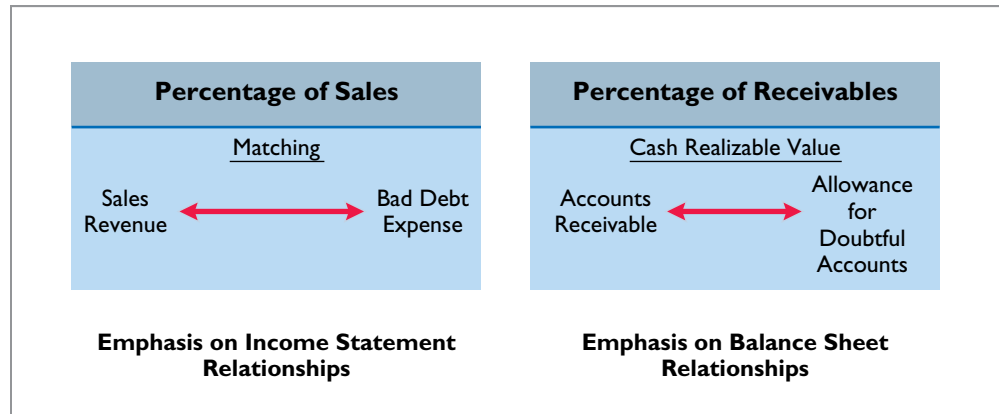 Percentage of Sales
Matching
Sales
Revenue
Bad Debt
Expense
Emphasis on Income Statement
Relationships
Percentage of Receivables
Cash Realizable Value
Accounts
Receivable
Allowance
for
Doubtful
Accounts
Emphasis on Balance Sheet
Relationships